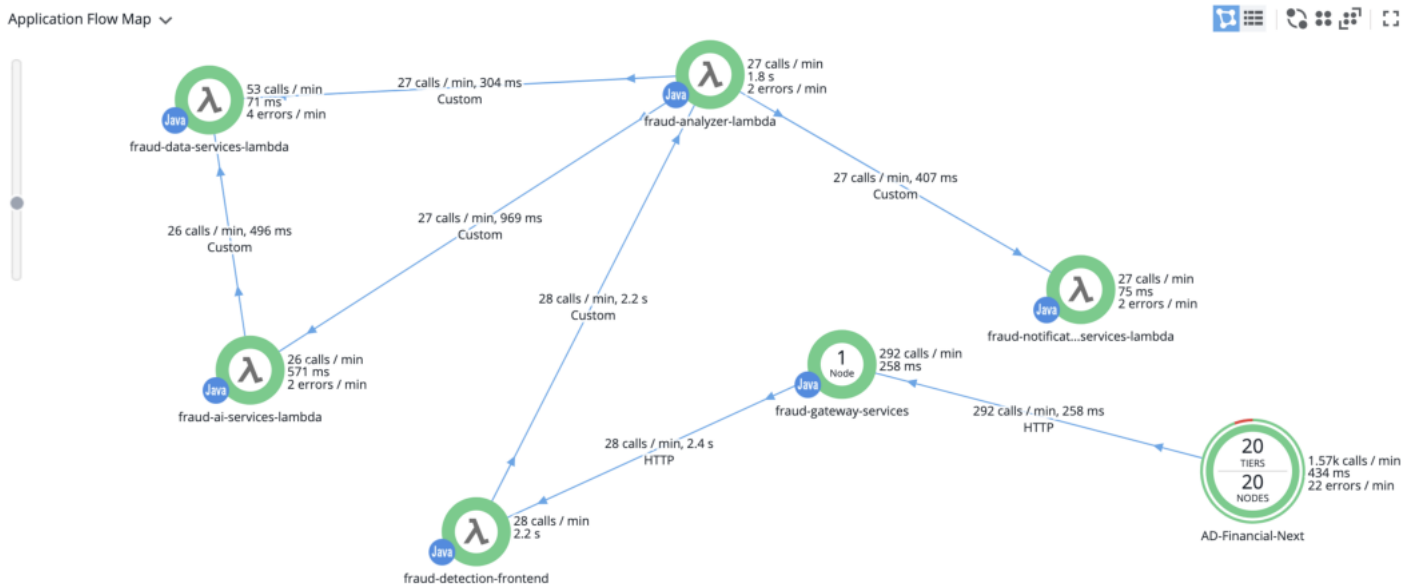 Application Flow Map
27 calls / min
1.8 s
2 errors / min
Java
fraud-analyzer-lambda
27 calls / min, 304 ms
Custom
53 calls / min
71 ms
4 errors / min
Java
fraud-data-services-lambda
27 calls / min, 407 ms
Custom
27 calls / min, 969 ms
Custom
26 calls / min, 496 ms
Custom
27 calls / min
75 ms
2 errors / min
Java
fraud-notificat...services-lambda
28 calls / min, 2.2 s
Custom
26 calls / min
571 ms
2 errors / min
Java
fraud-ai-services-lambda
1
Node
292 calls / min
258 ms
Java
fraud-gateway-services
292 calls / min, 258 ms
HTTP
28 calls / min, 2.4 s
HTTP
20
TIERS
20
NODES
1.57k calls / min
434 ms
22 errors / min
AD-Financial-Next
28 calls / min
2.2 s
Java
fraud-detection-frontend